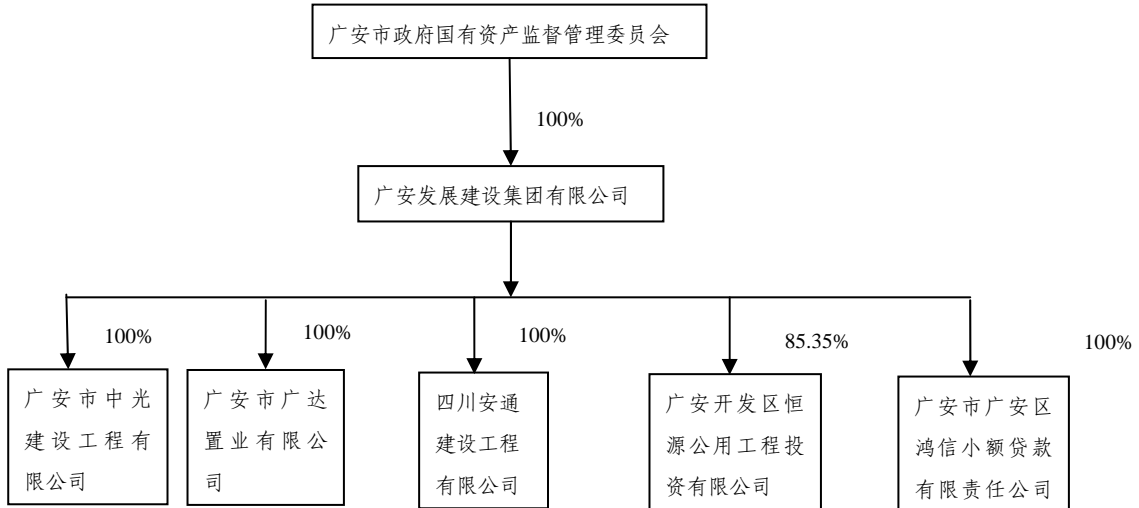 广安市政府国有资产监督管理委员会
100%
广安发展建设集团有限公司
100%
100%
100%
85.35%
100%
广安市中光
建设工程有
限公司
广安市广达
置业有限公
司
四川安通
建设工程
有限公司
广安开发区恒
源公用工程投
资有限公司
广安市广安区
鸿信小额贷款
有限责任公司